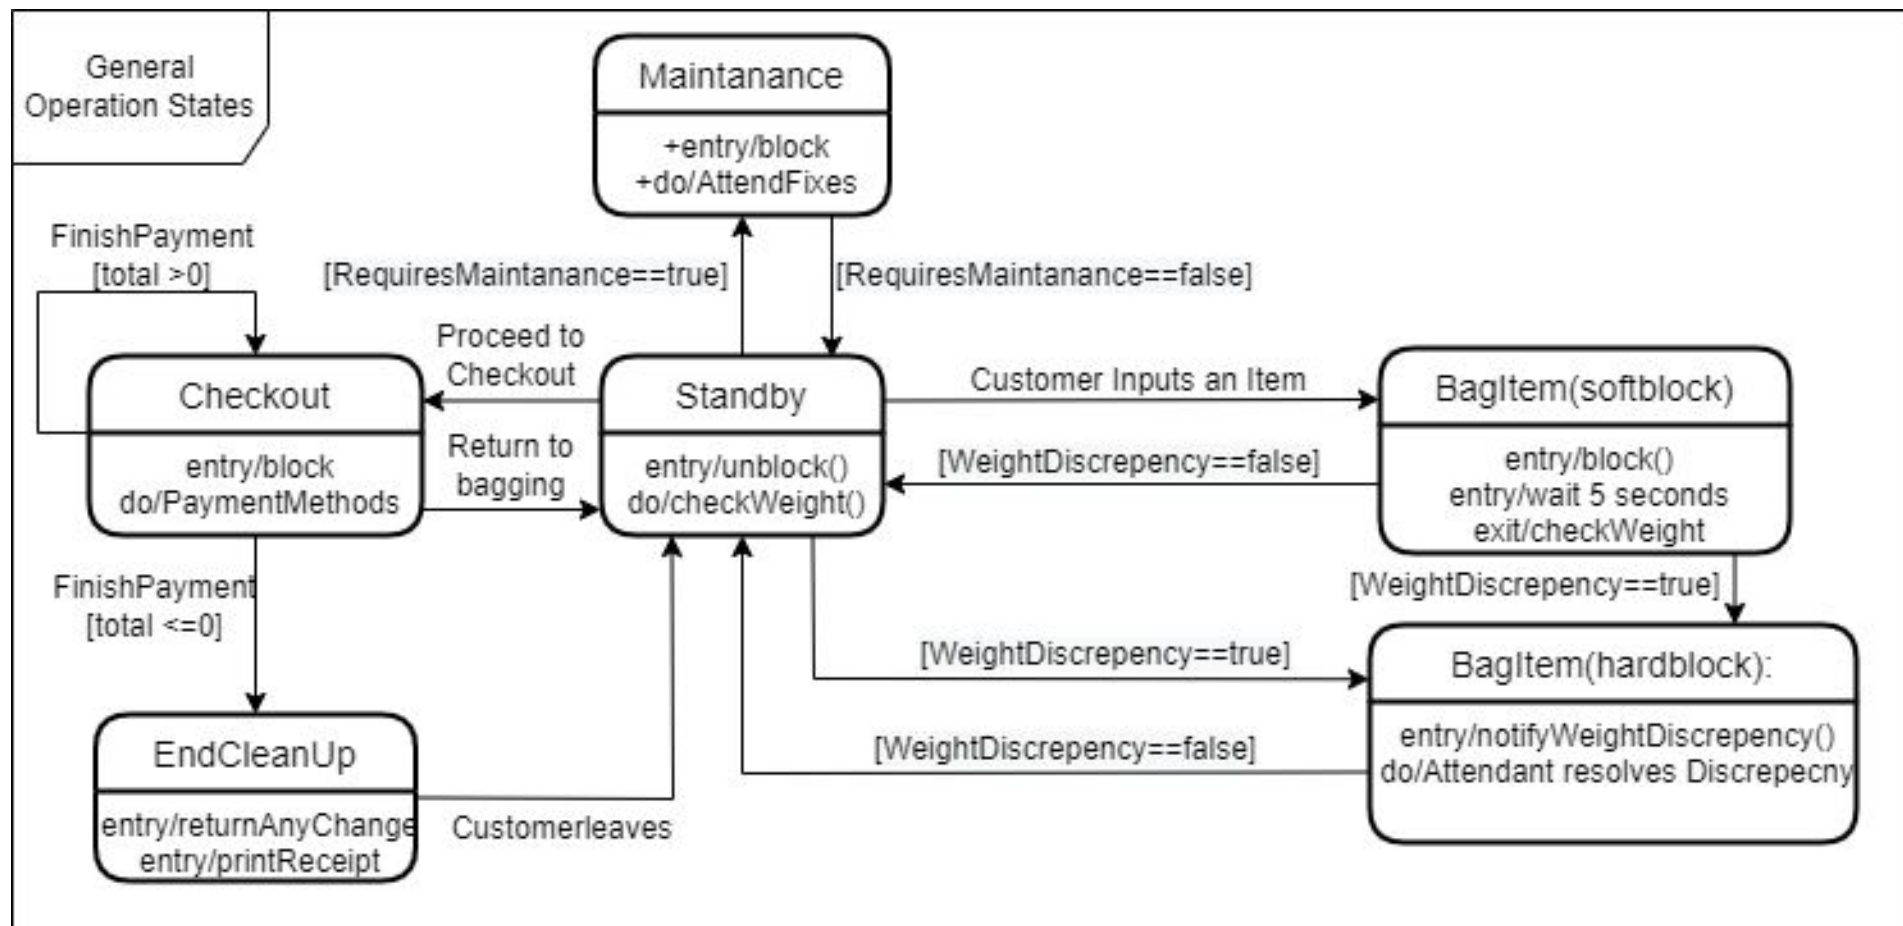 General
Operation States
Maintanance
+entry/block
+do/AttendFixes
FinishPayment
[total >0]
[RequiresMaintanance==true]
[RequiresMaintanance==false]
Proceed to
Checkout
Checkout
entry/block
do/PaymentMethods
Return to
bagging
Standby
entry/unblock()
do/checkWeight()
Customer Inputs an Item
[WeightDiscrepency==false]
BagItem(softblock)
entry/block()
entry/wait 5 seconds
exit/checkWeight
FinishPayment
[total <=0]
[WeightDiscrepency==true]
[WeightDiscrepency==true]
BagItem(hardblock):
entry/notifyWeightDiscrepency()
do/Attendant resolves Discrepecny
[WeightDiscrepency==false]
EndCleanUp
entry/returnAnyChange
entry/printReceipt
Customerleaves